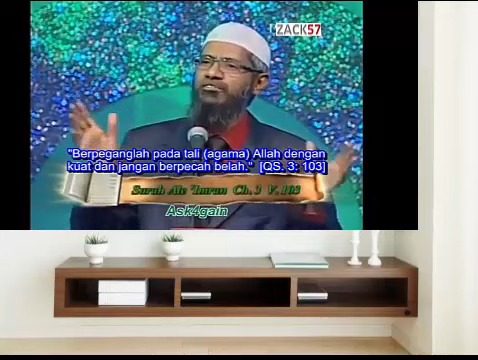 ZACK57
"Berpeganglah pada tali (agama) Allah dengan
kuat dan jangan berpecah belah." [QS. 3: 103]
Surah Ale 'Imran Ch. 3 V. 103
Ask4gain